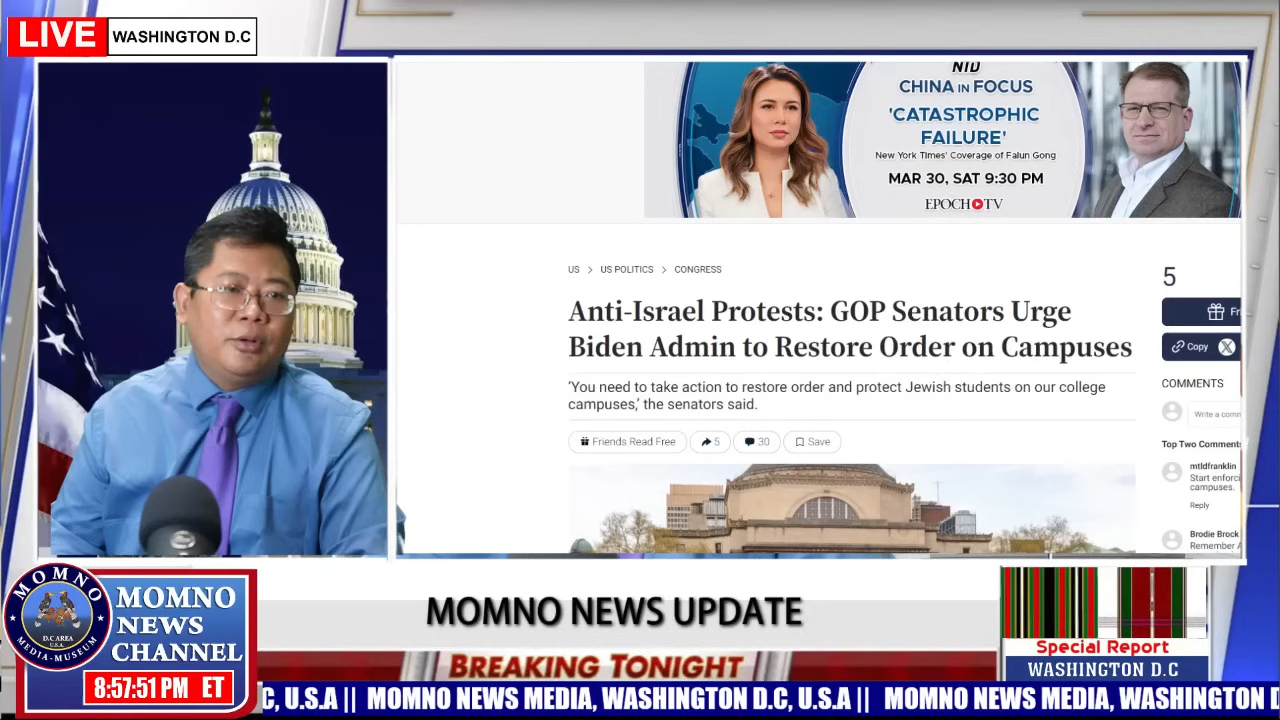 LIVE
WASHINGTON D.C
NTD
CHINA IN FOCUS
'CATASTROPHIC
FAILURE'
New York Times' Coverage of Falun Gong
MAR 30, SAT 9:30 PM
EPOCH TV
US > US POLITICS > CONGRESS
Anti-Israel Protests: GOP Senators Urge
Biden Admin to Restore Order on Campuses
'You need to take action to restore order and protect Jewish students on our college
campuses,' the senators said.
Friends Read Free
5
30
Save
5
Fr
Copy
X
COMMENTS
Write a comm
Top Two Comments
mtldfranklin
Start enforci
campuses.
Reply
Brodie Brock
Remember A
MOMNO
D.C AREA
U.S.A.
MEDIA-MUSEUM
MOMNO
NEWS
CHANNEL
8:57:51 PM ET
MOMNO NEWS UPDATE
BREAKING TONIGHT
Special Report
WASHINGTON D.C
C, U.S.A || MOMNO NEWS MEDIA, WASHINGTON D.C, U.S.A || MOMNO NEWS MEDIA, WASHINGTON D